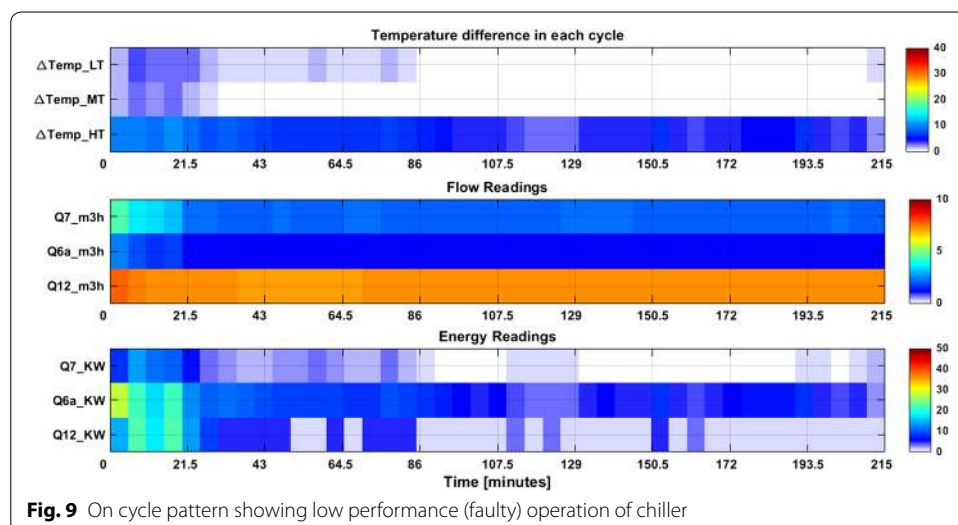 Temperature difference in each cycle
ΔTemp_LT
ΔTemp_MT
ΔTemp_HT
0 21.5 43 64.5 86 107.5 129 150.5 172 193.5 215
40
30
20
10
0
Flow Readings
Q7_m3h
Q6a_m3h
Q12_m3h
0 21.5 43 64.5 86 107.5 129 150.5 172 193.5 215
10
5
0
Energy Readings
Q7_KW
Q6a_KW
Q12_KW
0 21.5 43 64.5 86 107.5 129 150.5 172 193.5 215
Time [minutes]
50
40
30
20
10
0
Fig. 9 On cycle pattern showing low performance (faulty) operation of chiller